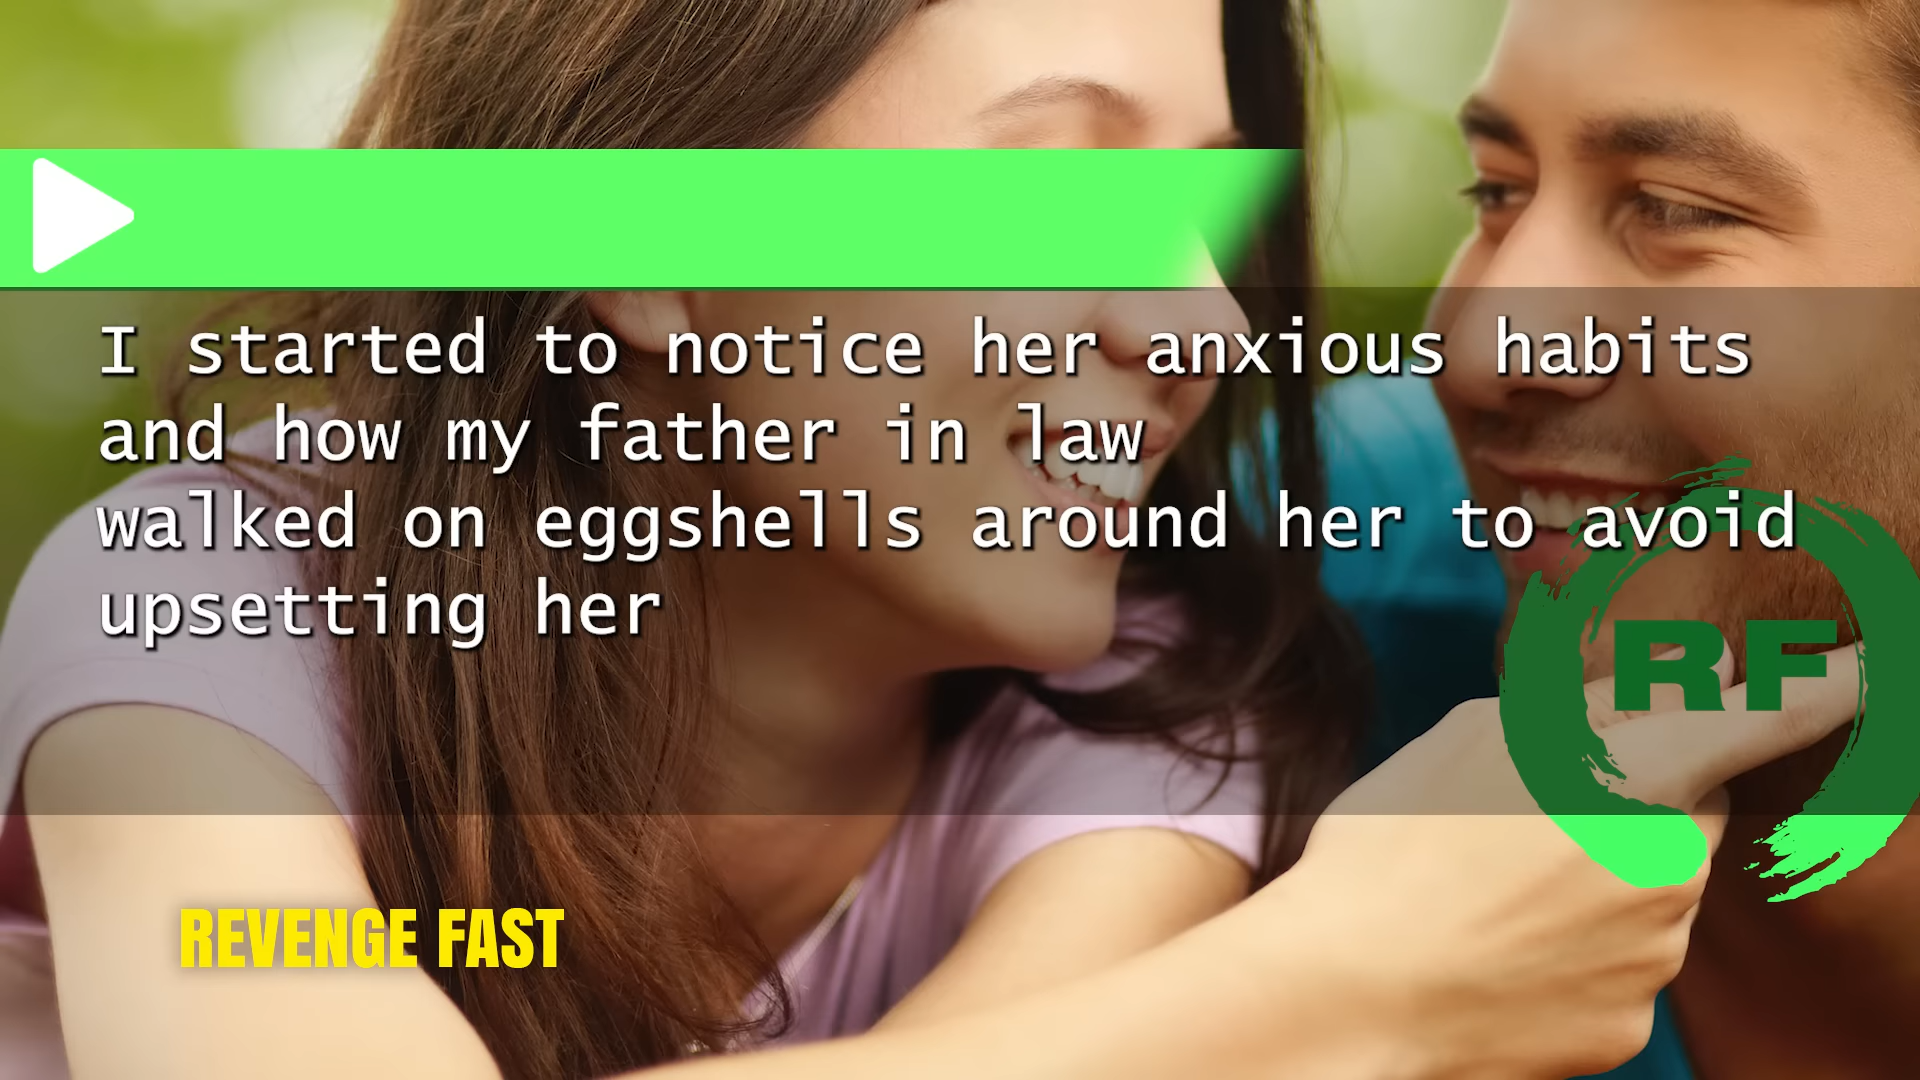 I started to notice her anxious habits
and how my father in law
walked on eggshells around her to avoid
upsetting her
RF
REVENGE FAST